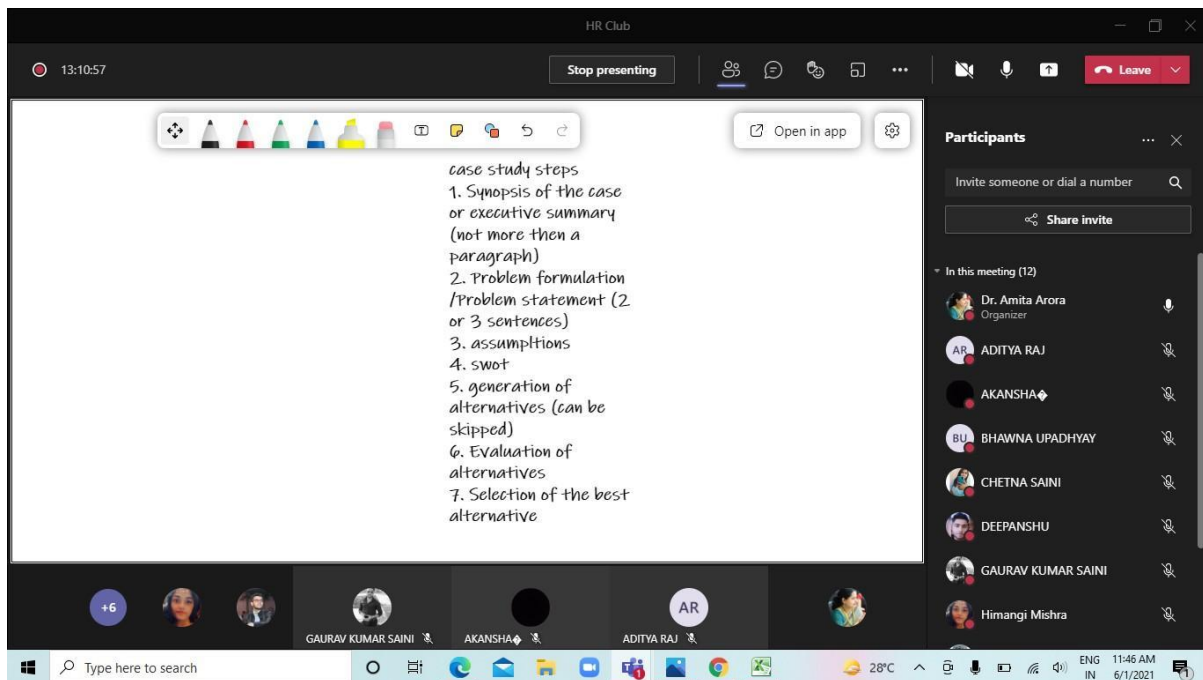 HR Club
13:10:57
Stop presenting
Leave
Open in app
case study steps
1. Synopsis of the case
or executive summary
(not more then a
paragraph)
2. Problem formulation
/Problem statement (2
or 3 sentences)
3. assumpltions
4. swot
5. generation of
alternatives (can be
skipped)
6. Evaluation of
alternatives
7. Selection of the best
alternative
Participants
Invite someone or dial a number
Share invite
In this meeting (12)
Dr. Amita Arora
Organizer
AR ADITYA RAJ
AKANSHA�
BU BHAWNA UPADHYAY
CHETNA SAINI
DEEPANSHU
GAURAV KUMAR SAINI
Himangi Mishra
+6
AR
GAURAV KUMAR SAINI
AKANSHA�
ADITYA RAJ
Type here to search
28°C
ENG
IN
11:46 AM
6/1/2021